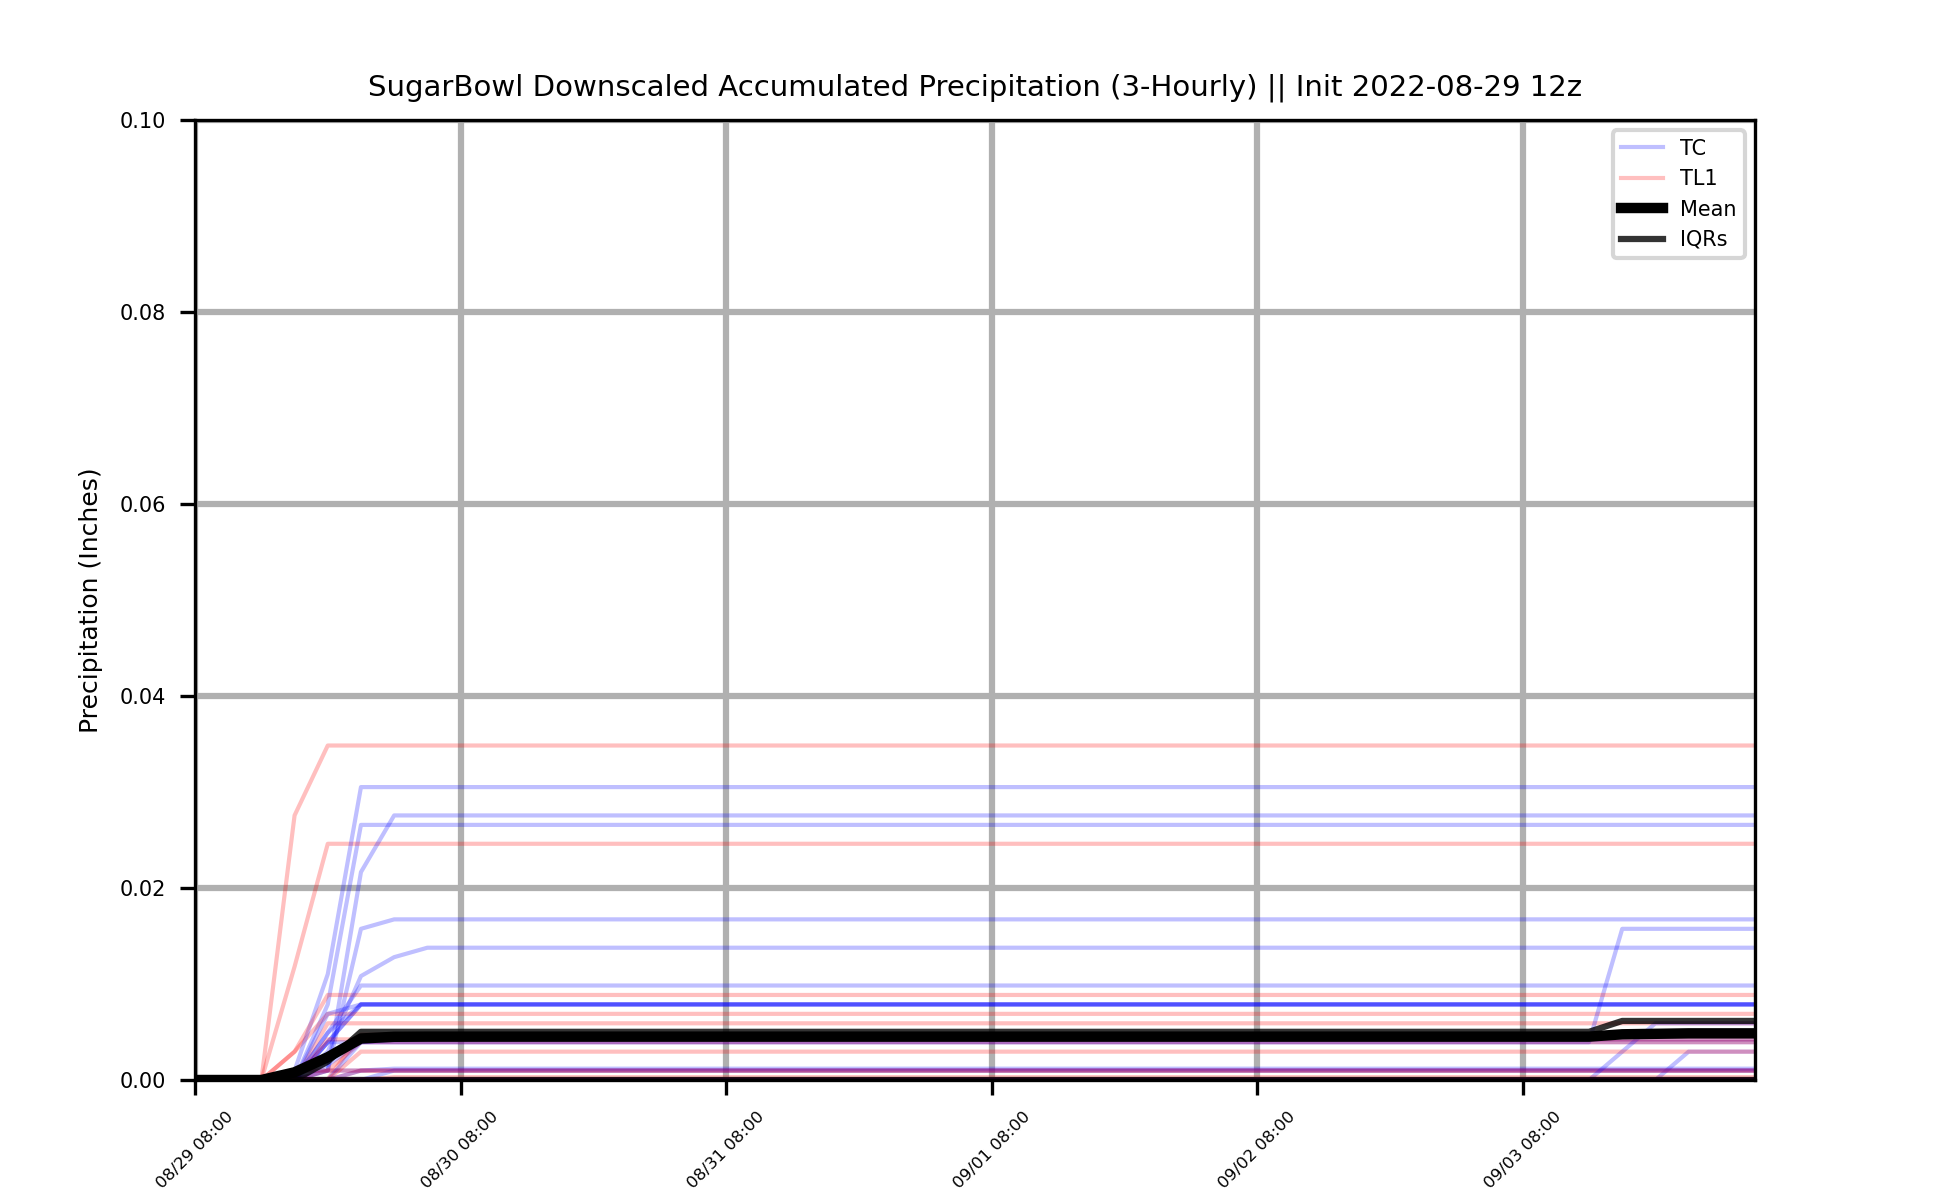 SugarBowl Downscaled Accumulated Precipitation (3-Hourly) || Init 2022-08-29 12z
0.10
TC
TL1
Mean
IQRs
0.08
0.06
Precipitation (Inches)
0.04
0.02
0.00
08/29 08:00
08/30 08:00
08/31 08:00
09/01 08:00
09/02 08:00
09/03 08:00